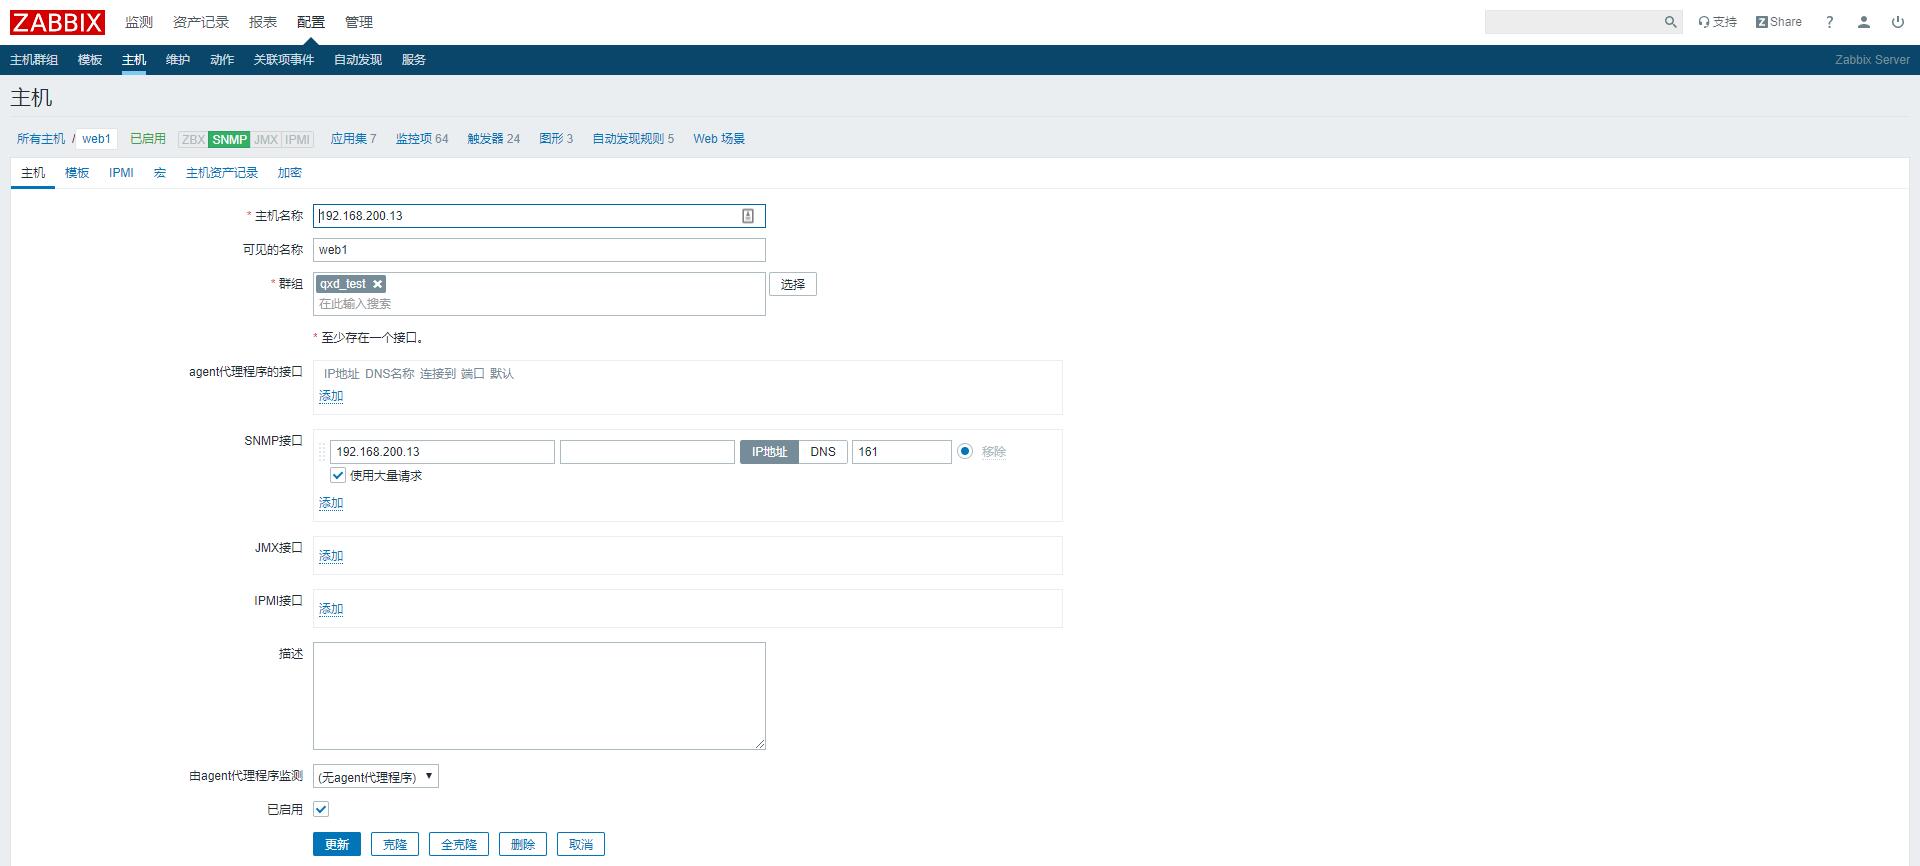 ZABBIX 监测 资产记录 报表 配置 管理 支持 Z Share ?
主机群组 模板 主机 维护 动作 关联项事件 自动发现 服务 Zabbix Server
主机
所有主机 / web1 已启用 ZBX SNMP JMX IPMI 应用集 7 监控项 64 触发器 24 图形 3 自动发现规则 5 Web 场景
主机 模板 IPMI 宏 主机资产记录 加密
* 主机名称 192.168.200.13
可见的名称 web1
* 群组 qxd_test 选择
在此输入搜索
* 至少存在一个接口。
agent代理程序的接口 IP地址 DNS名称 连接到 端口 默认
添加
SNMP接口 192.168.200.13 IP地址 DNS 161 移除
使用大量请求
添加
JMX接口 添加
IPMI接口 添加
描述
由agent代理程序监测 (无agent代理程序)
已启用
更新 克隆 全克隆 删除 取消